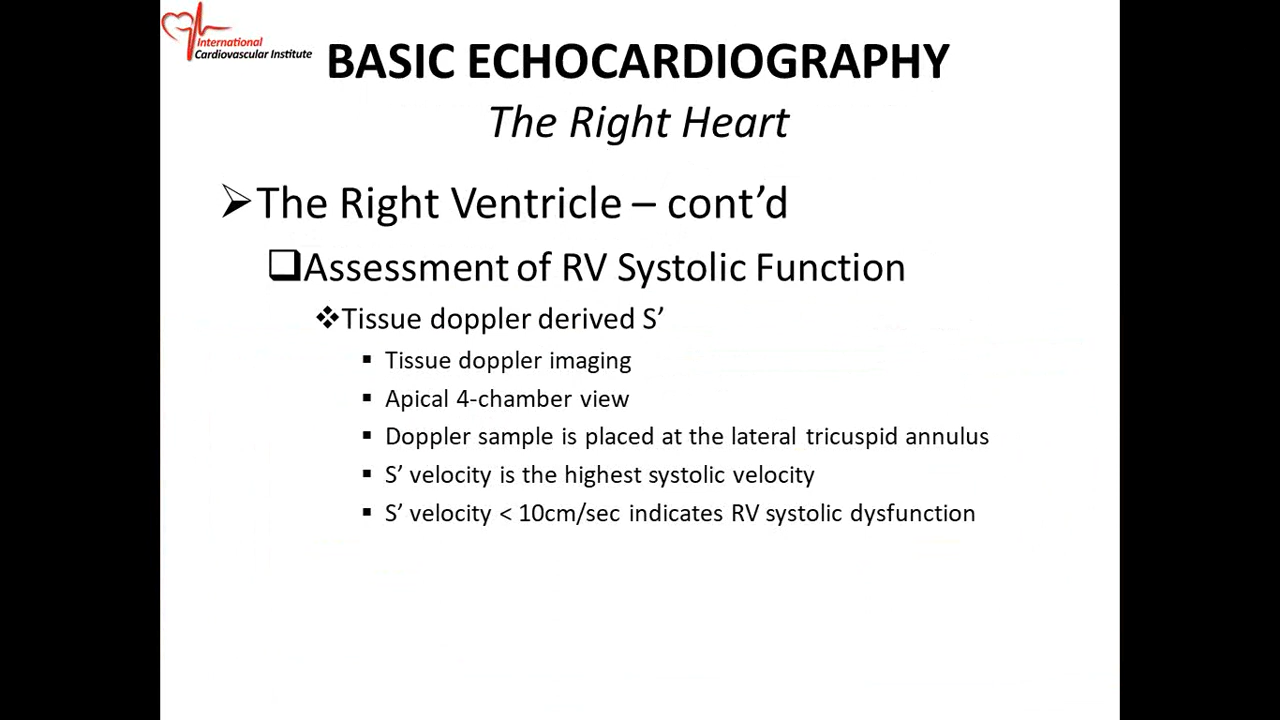 International
Cardiovascular Institute
BASIC ECHOCARDIOGRAPHY
The Right Heart
➢The Right Ventricle – cont’d
❑Assessment of RV Systolic Function
❖Tissue doppler derived S’
▪ Tissue doppler imaging
▪ Apical 4-chamber view
▪ Doppler sample is placed at the lateral tricuspid annulus
▪ S’ velocity is the highest systolic velocity
▪ S’ velocity < 10cm/sec indicates RV systolic dysfunction